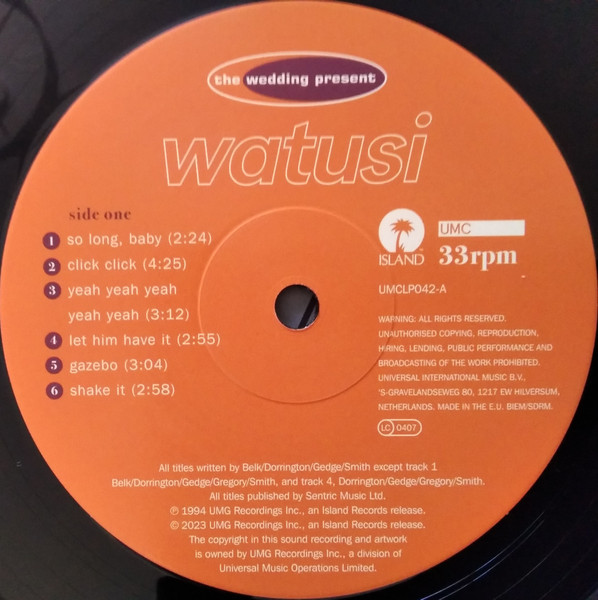 the wedding present
watusi
side one
1 so long, baby (2:24)
2 click click (4:25)
3 yeah yeah yeah
yeah yeah (3:12)
4 let him have it (2:55)
5 gazebo (3:04)
6 shake it (2:58)
ISLAND™
UMC
33rpm
UMCLP042-A
WARNING: ALL RIGHTS RESERVED.
UNAUTHORISED COPYING, REPRODUCTION,
HIRING, LENDING, PUBLIC PERFORMANCE AND
BROADCASTING OF THE WORK PROHIBITED.
UNIVERSAL INTERNATIONAL MUSIC B.V.,
'S-GRAVELANDSEWEG 80, 1217 EW HILVERSUM,
NETHERLANDS. MADE IN THE E.U. BIEM/SDRM.
LC 0407
All titles written by Belk/Dorrington/Gedge/Smith except track 1
Belk/Dorrington/Gedge/Gregory/Smith, and track 4, Dorrington/Gedge/Gregory/Smith.
All titles published by Sentric Music Ltd.
℗ 1994 UMG Recordings Inc., an Island Records release.
© 2023 UMG Recordings Inc., an Island Records release.
The copyright in this sound recording and artwork
is owned by UMG Recordings Inc., a division of
Universal Music Operations Limited.